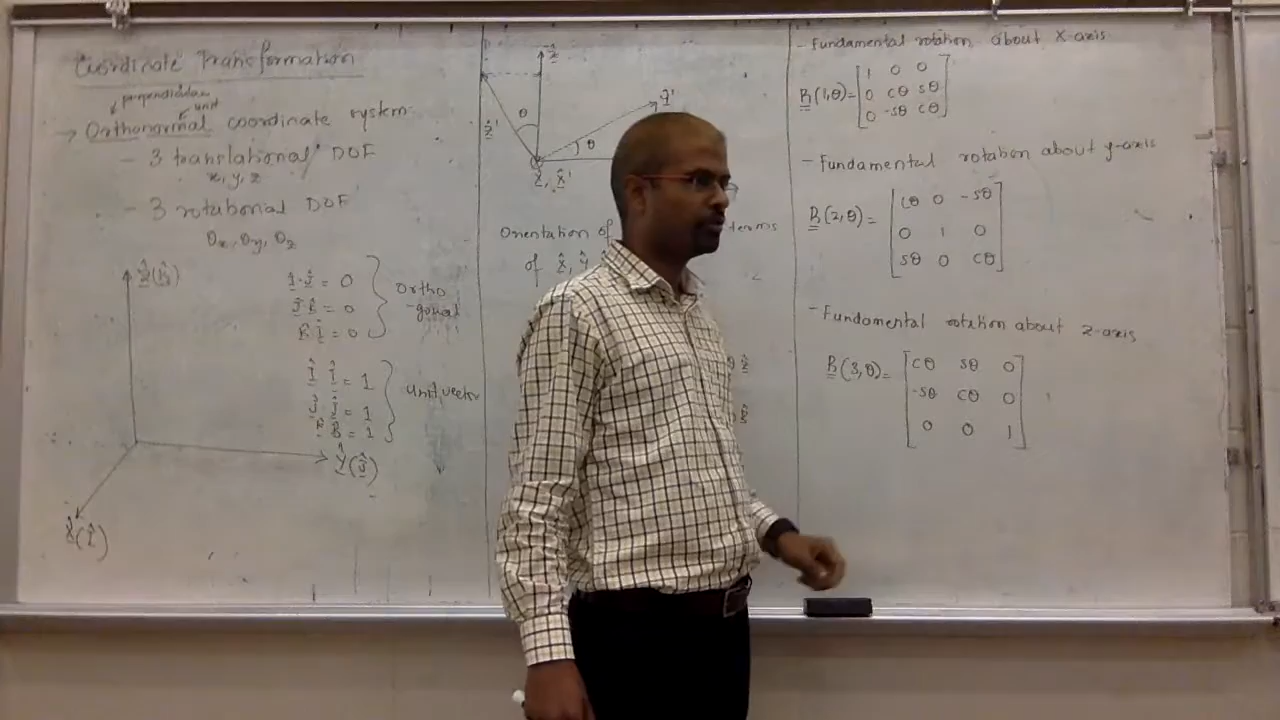 Coordinate Transformation
perpendicular
unit
→ Orthonormal coordinate system
- 3 translational DOF
x, y, z
- 3 rotational DOF
θx, θy, θz
Ẑ(k̂)
î·ĵ = 0
ĵ·k̂ = 0
k̂·î = 0
Ortho
-gonal
î·î = 1
ĵ·ĵ = 1
k̂·k̂ = 1
Unit vector
Ŷ(ĵ)
X̂(î)
Ẑ
Ŷ'
Ẑ'
θ
θ
X̂, X̂'
Orientation of
terms
of X̂, Ŷ
θ ẑ
- Fundamental rotation about X-axis
R(1,θ)= [1 0 0
0 cθ sθ
0 -sθ cθ]
- Fundamental rotation about y-axis
R(2,θ)= [cθ 0 -sθ
0 1 0
sθ 0 cθ]
- Fundamental rotation about z-axis
R(3,θ)= [cθ sθ 0
-sθ cθ 0
0 0 1]